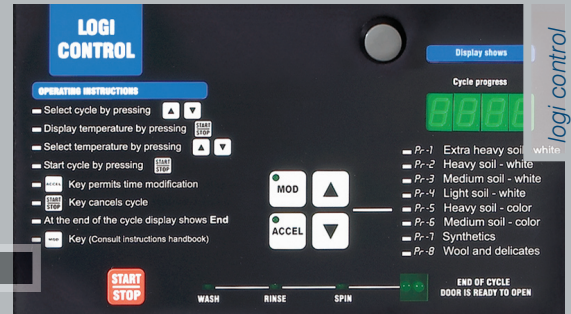 LOGI
CONTROL
OPERATING INSTRUCTIONS
Select cycle by pressing
Display temperature by pressing START STOP
Select temperature by pressing
Start cycle by pressing START STOP
ACCEL Key permits time modification
START STOP Key cancels cycle
At the end of the cycle display shows End
MOD Key (Consult instructions handbook)
MOD
ACCEL
START
STOP
WASH
RINSE
SPIN
Display shows
Cycle progress
8888
Pr-1 Extra heavy soil - white
Pr-2 Heavy soil - white
Pr-3 Medium soil - white
Pr-4 Light soil - white
Pr-5 Heavy soil - color
Pr-6 Medium soil - color
Pr-7 Synthetics
Pr-8 Wool and delicates
END OF CYCLE
DOOR IS READY TO OPEN
logi control